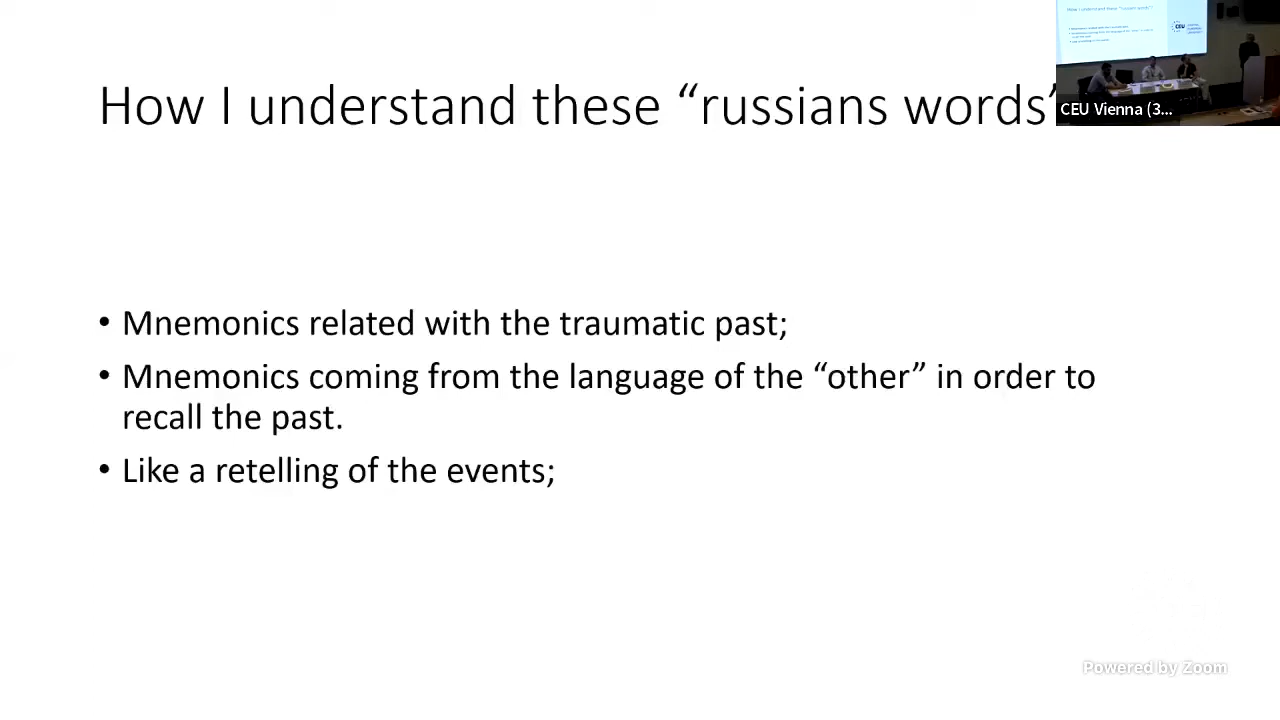 How I understand these “russians words”
CEU Vienna (3...
• Mnemonics related with the traumatic past;
• Mnemonics coming from the language of the “other” in order to
recall the past.
• Like a retelling of the events;
Powered by Zoom
CEU